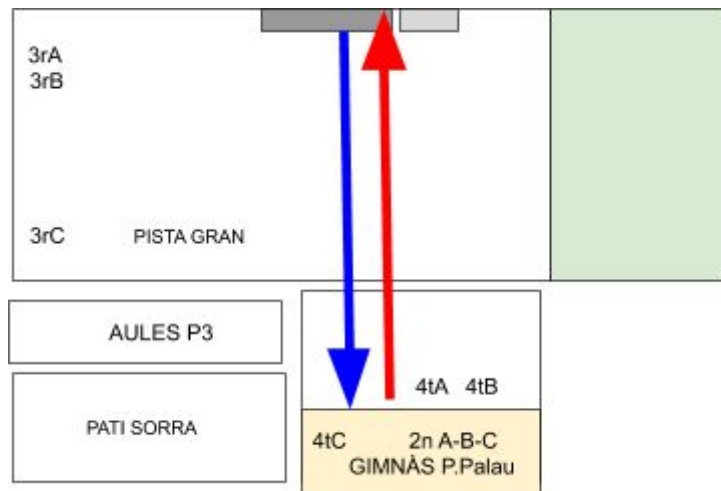 3rA
3rB
3rC
PISTA GRAN
AULES P3
4tA 4tB
PATI SORRA
4tC 2n A-B-C
GIMNÀS P.Palau